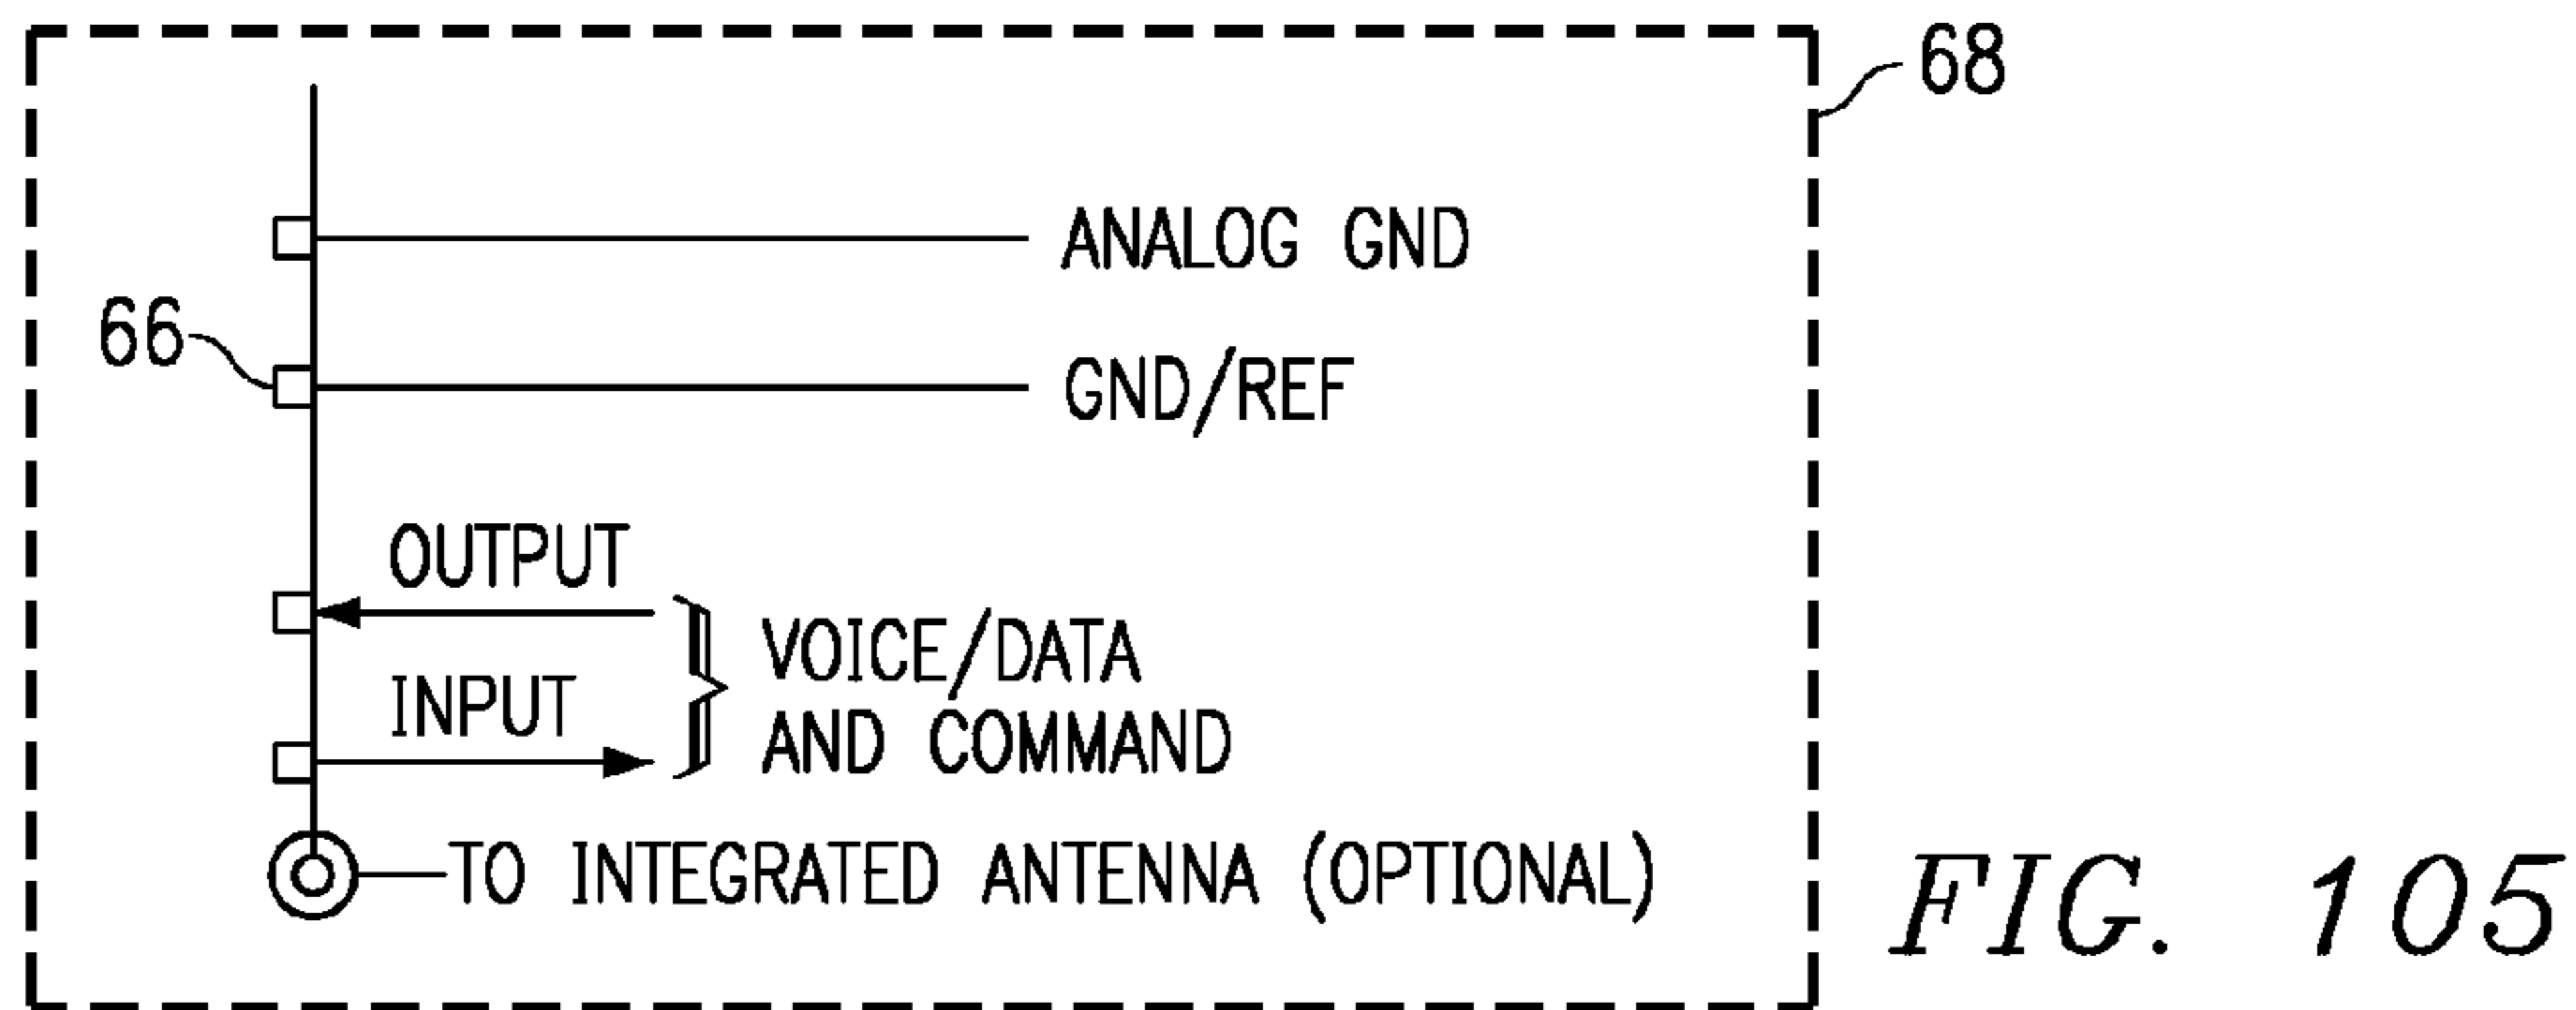 68
ANALOG GND
66
GND/REF
OUTPUT
INPUT
VOICE/DATA
AND COMMAND
TO INTEGRATED ANTENNA (OPTIONAL)
FIG. 105